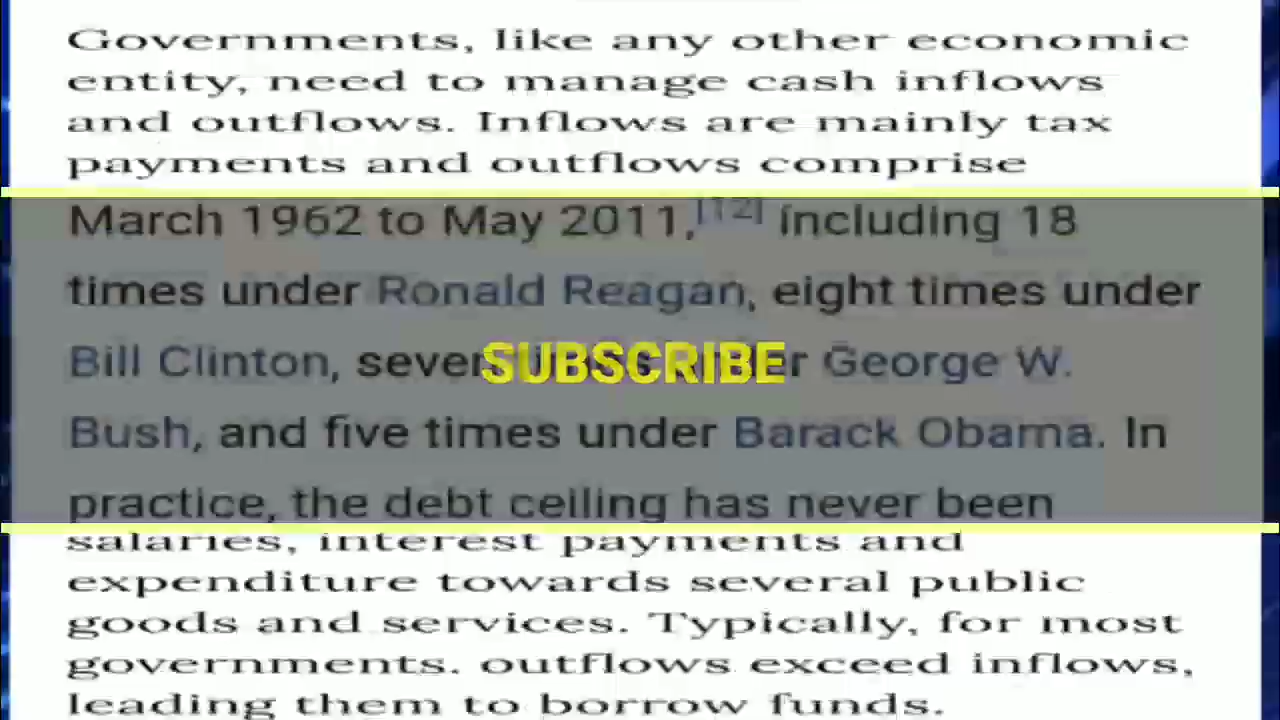 Governments, like any other economic
entity, need to manage cash inflows
and outflows. Inflows are mainly tax
payments and outflows comprise
March 1962 to May 2011,[12] including 18
times under Ronald Reagan, eight times under
Bill Clinton, seven times under George W.
SUBSCRIBE
Bush, and five times under Barack Obama. In
practice, the debt ceiling has never been
salaries, interest payments and
expenditure towards several public
goods and services. Typically, for most
governments. outflows exceed inflows,
leading them to borrow funds.